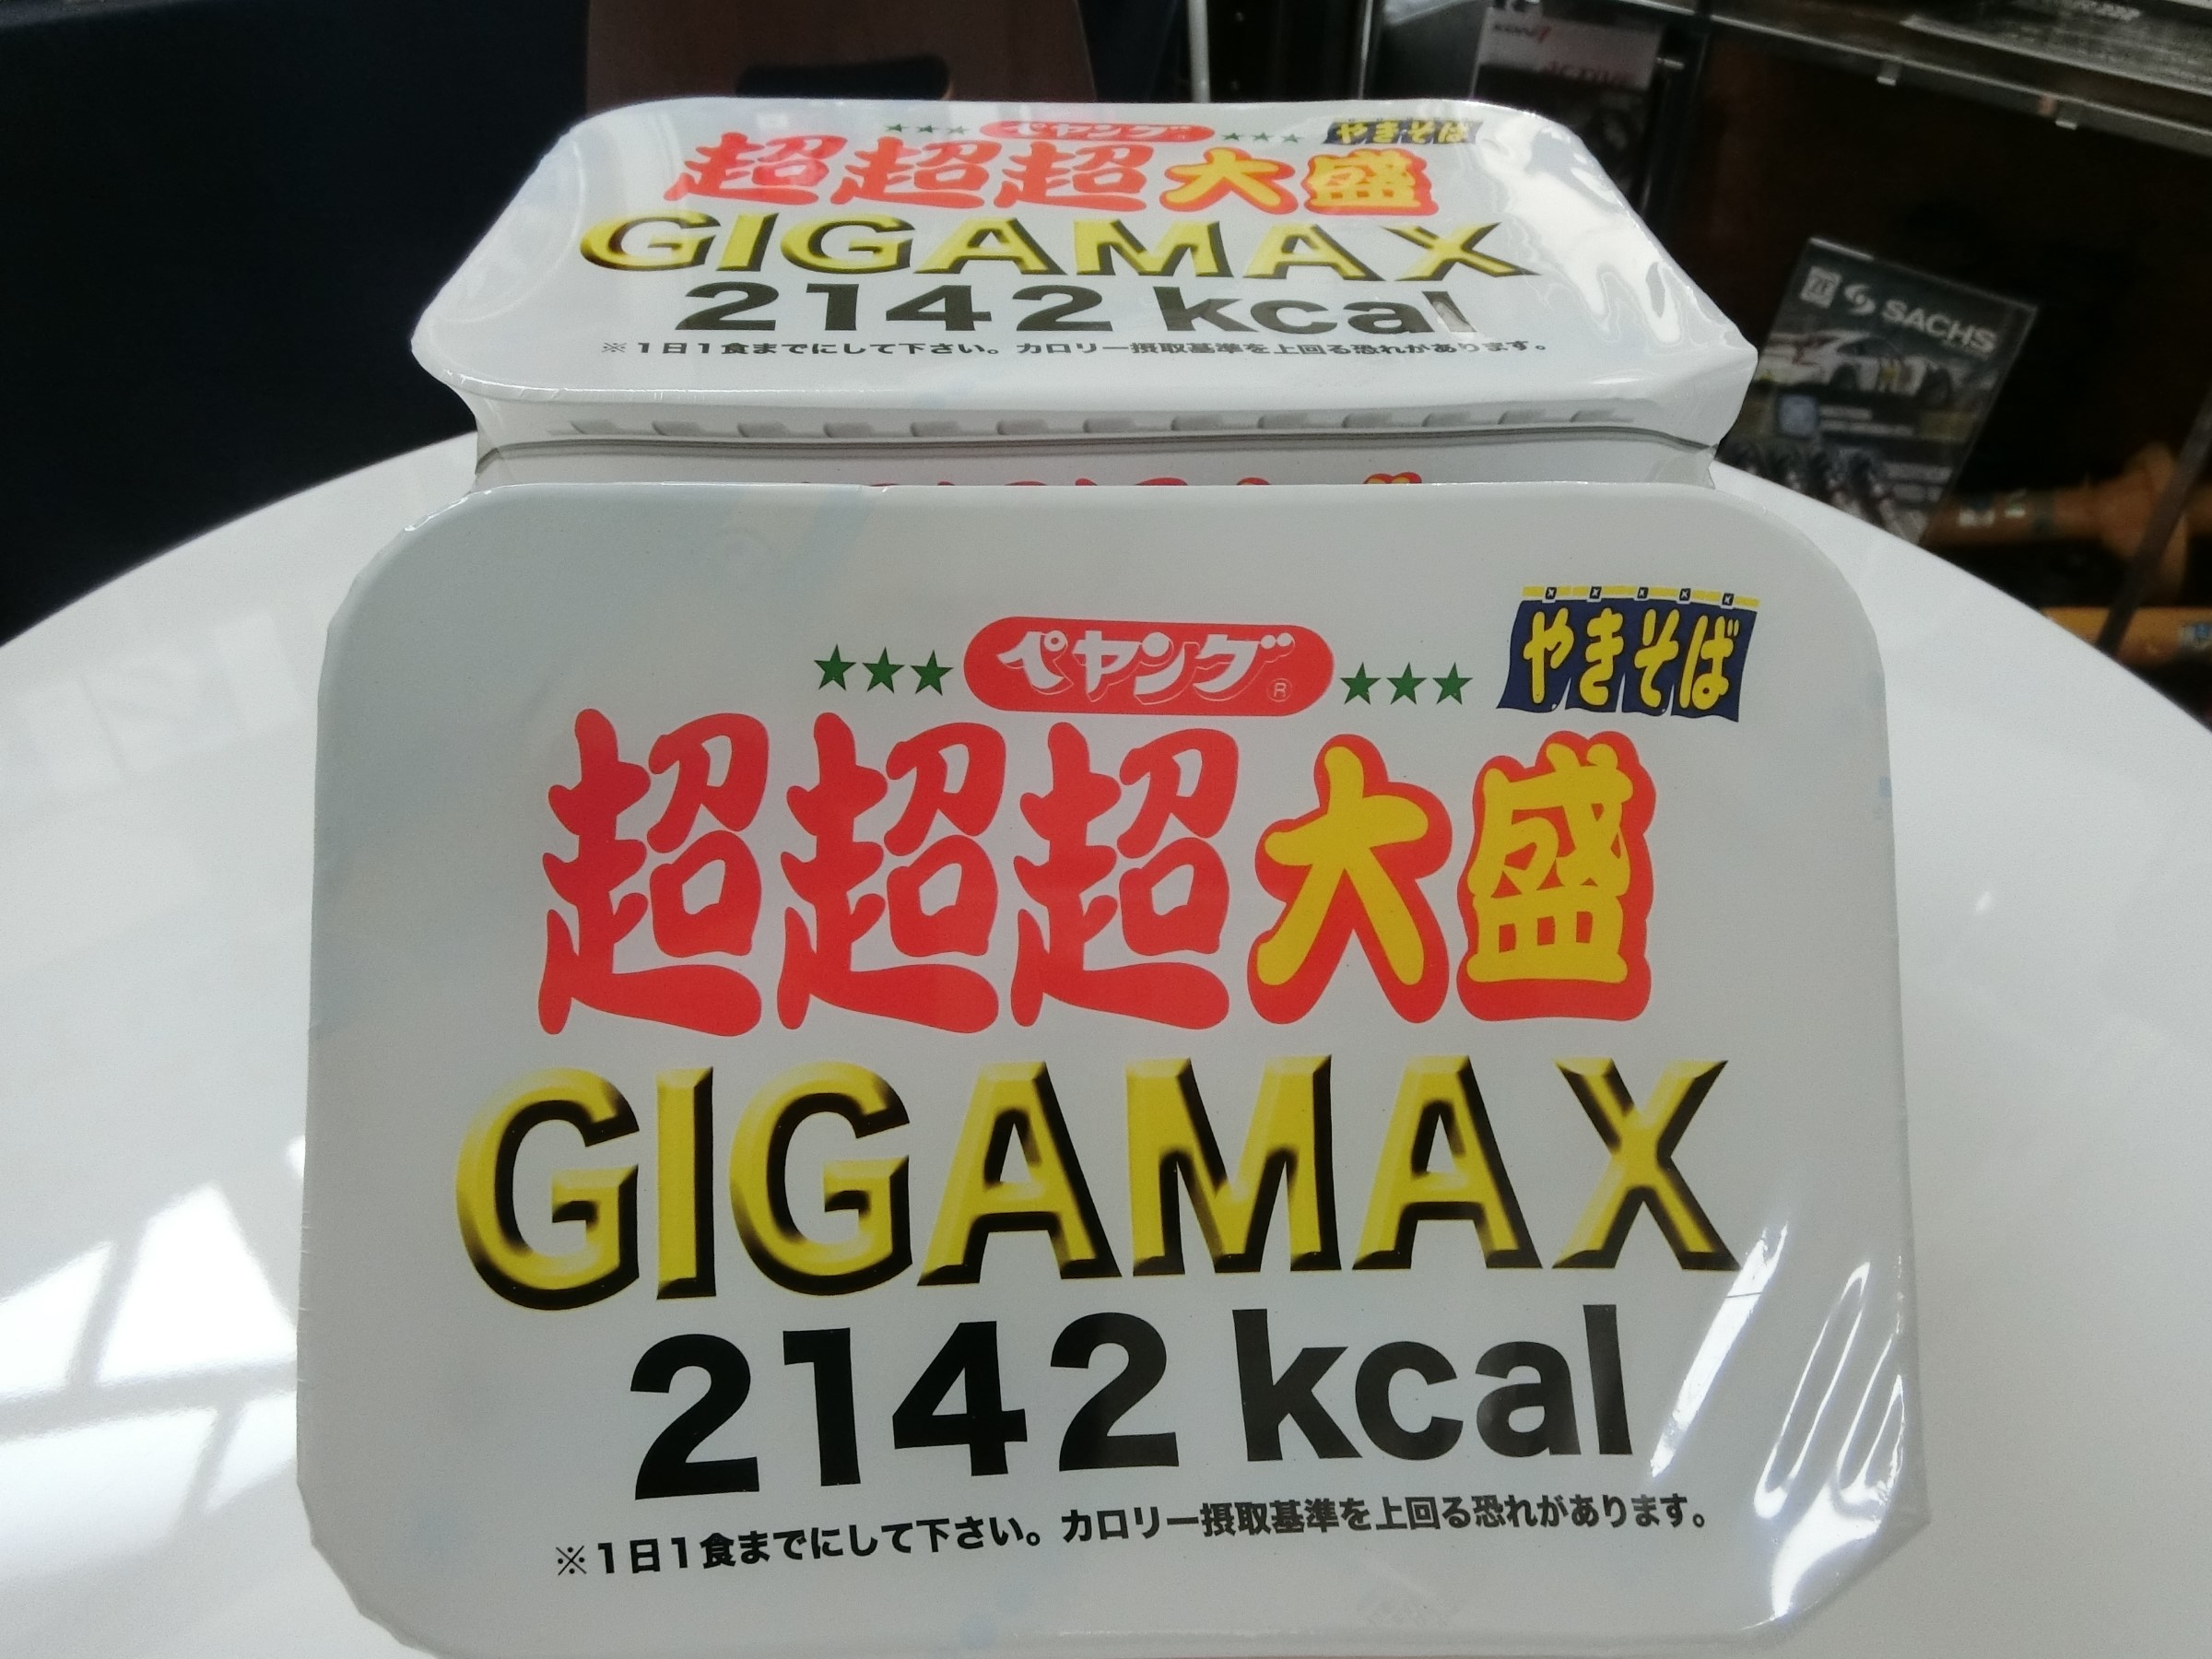 ペヤング® やきそば
超超超大盛
GIGAMAX
2142 kcal
※1日1食までにして下さい。カロリー摂取基準を上回る恐れがあります。
SACHS
ペヤング® やきそば
超超超大盛
GIGAMAX
2142 kcal
※1日1食までにして下さい。カロリー摂取基準を上回る恐れがあります。